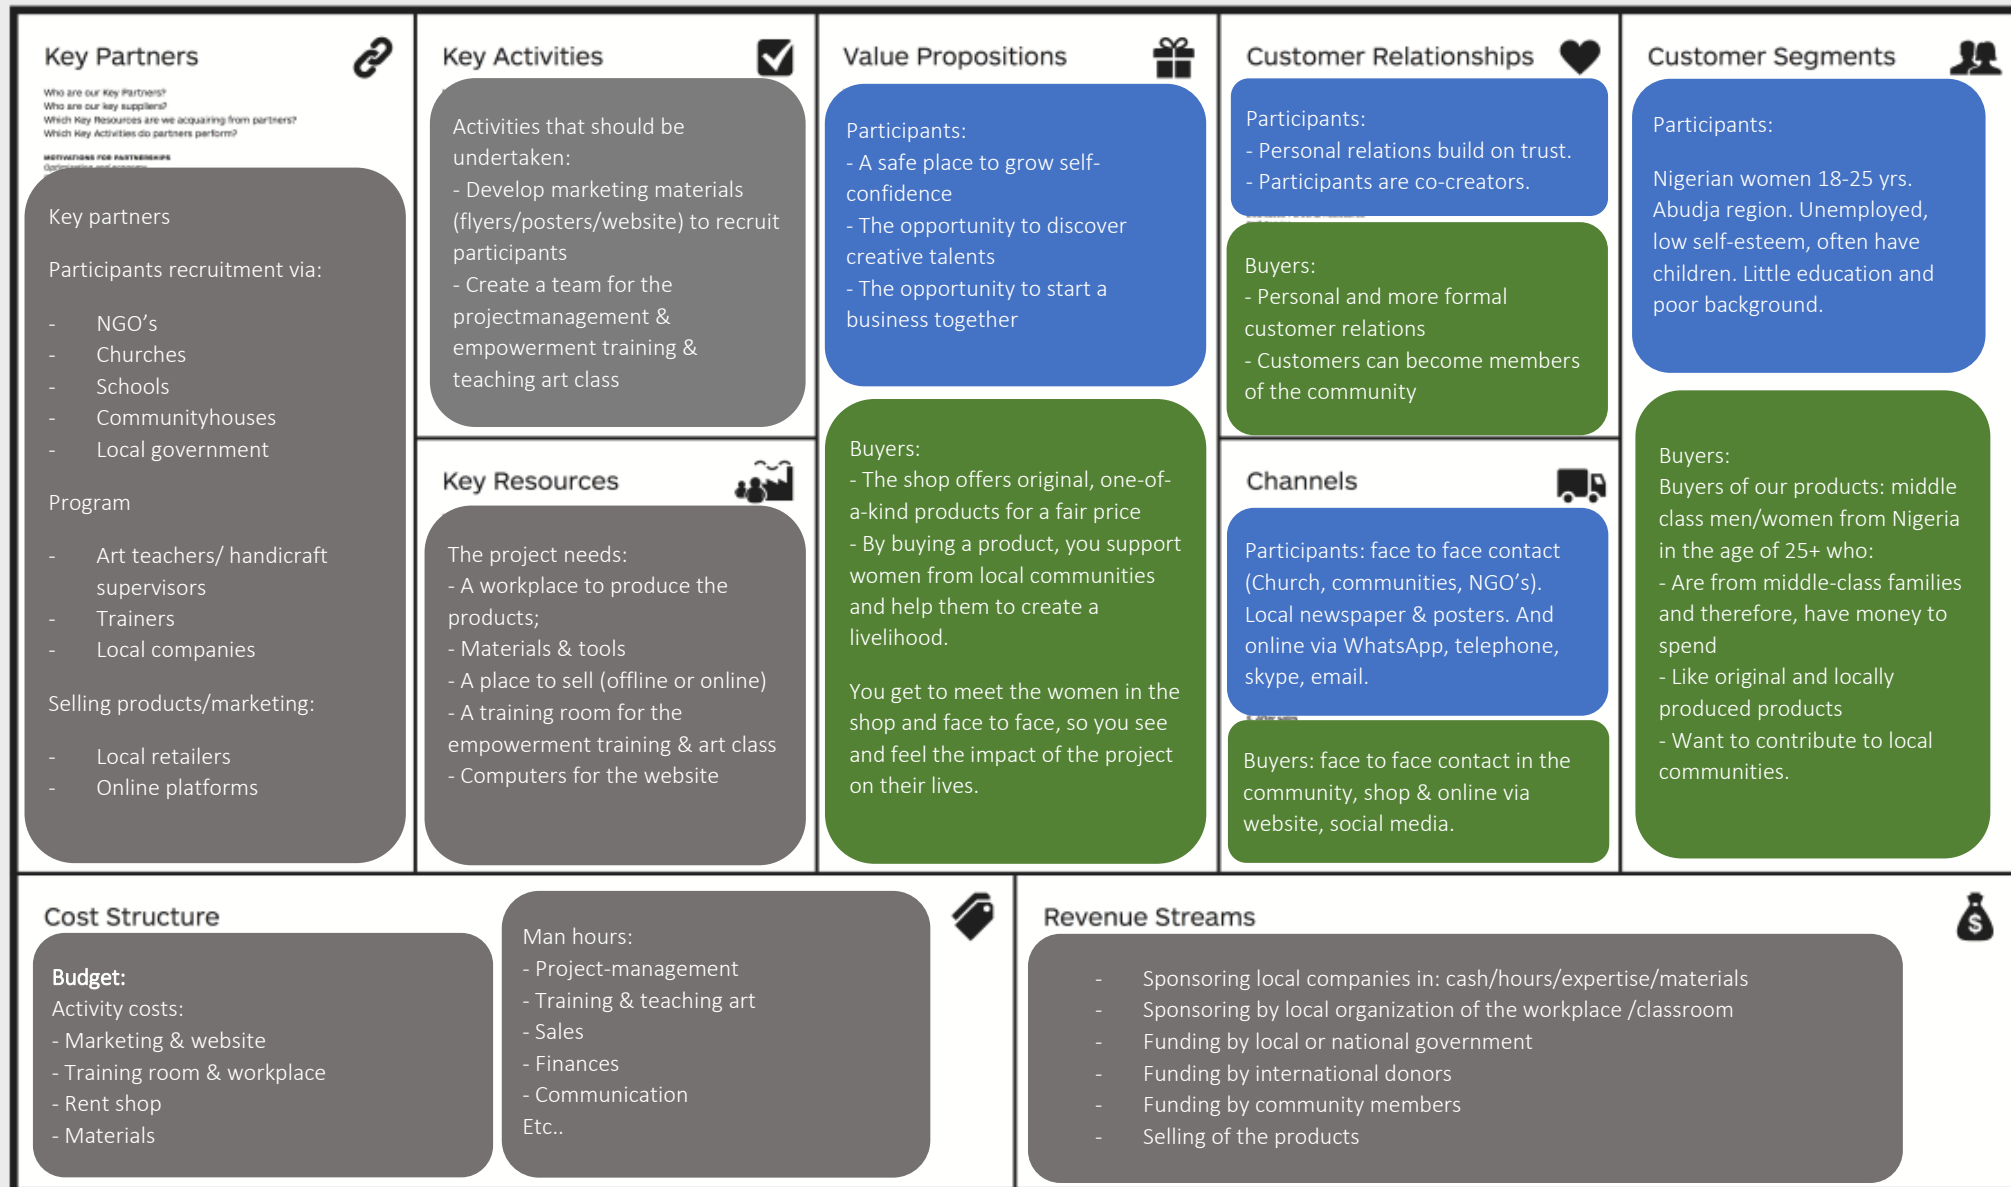 Key Partners
Who are our Key Partners?
Who are our key suppliers?
Which Key Resources are we acquairing from partners?
Which Key Activities do partners perform?
MOTIVATIONS FOR PARTNERSHIPS
Key partners
Participants recruitment via:
- NGO's
- Churches
- Schools
- Communityhouses
- Local government
Program
- Art teachers/ handicraft
supervisors
- Trainers
- Local companies
Selling products/marketing:
- Local retailers
- Online platforms
Key Activities
Activities that should be
undertaken:
- Develop marketing materials
(flyers/posters/website) to recruit
participants
- Create a team for the
projectmanagement &
empowerment training &
teaching art class
Key Resources
The project needs:
- A workplace to produce the
products;
- Materials & tools
- A place to sell (offline or online)
- A training room for the
empowerment training & art class
- Computers for the website
Value Propositions
Participants:
- A safe place to grow self-
confidence
- The opportunity to discover
creative talents
- The opportunity to start a
business together
Buyers:
- The shop offers original, one-of-
a-kind products for a fair price
- By buying a product, you support
women from local communities
and help them to create a
livelihood.
You get to meet the women in the
shop and face to face, so you see
and feel the impact of the project
on their lives.
Customer Relationships
Participants:
- Personal relations build on trust.
- Participants are co-creators.
Buyers:
- Personal and more formal
customer relations
- Customers can become members
of the community
Channels
Participants: face to face contact
(Church, communities, NGO's).
Local newspaper & posters. And
online via WhatsApp, telephone,
skype, email.
Buyers: face to face contact in the
community, shop & online via
website, social media.
Customer Segments
Participants:
Nigerian women 18-25 yrs.
Abudja region. Unemployed,
low self-esteem, often have
children. Little education and
poor background.
Buyers:
Buyers of our products: middle
class men/women from Nigeria
in the age of 25+ who:
- Are from middle-class families
and therefore, have money to
spend
- Like original and locally
produced products
- Want to contribute to local
communities.
Cost Structure
Budget:
Activity costs:
- Marketing & website
- Training room & workplace
- Rent shop
- Materials
Man hours:
- Project-management
- Training & teaching art
- Sales
- Finances
- Communication
Etc..
Revenue Streams
$
- Sponsoring local companies in: cash/hours/expertise/materials
- Sponsoring by local organization of the workplace /classroom
- Funding by local or national government
- Funding by international donors
- Funding by community members
- Selling of the products